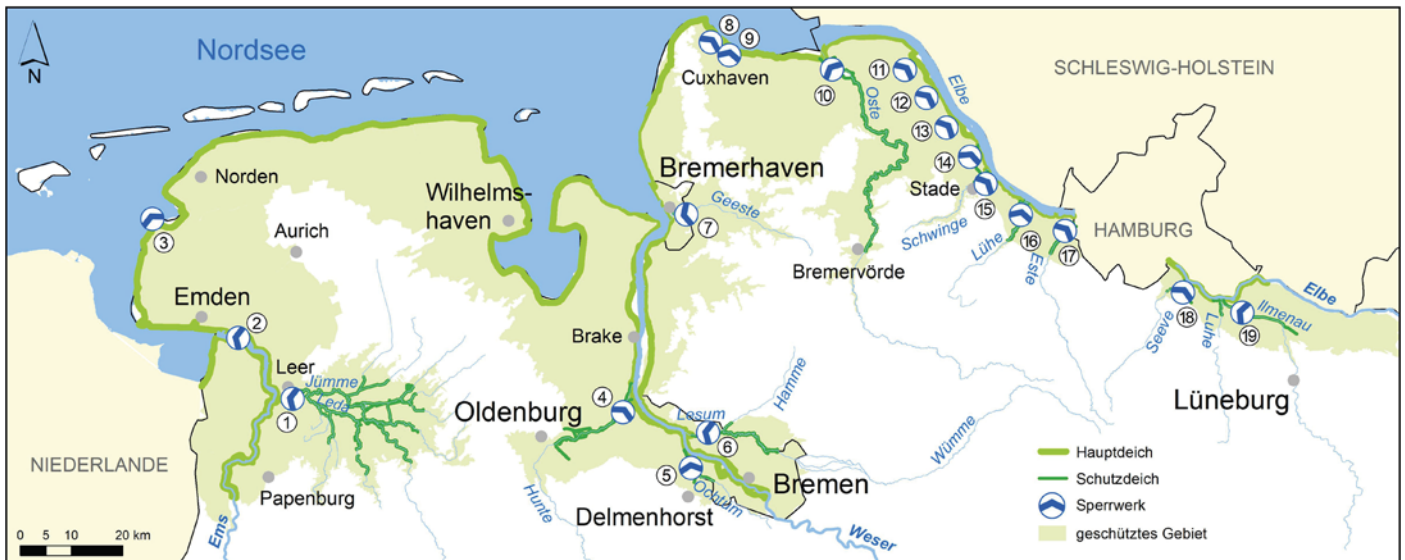 Nordsee
N
8
9
Cuxhaven
10
11
12
13
14
15
16
17
Oste
Elbe
SCHLESWIG-HOLSTEIN
HAMBURG
Norden
Aurich
Wilhelms-
haven
Bremerhaven
7
Geeste
Stade
Schwinge
Lühe
Este
Bremervörde
3
Emden
2
Leer
Jümme
Leda
1
Brake
4
Oldenburg
Lesum
Hamme
6
Wümme
Seeve
18
Luhe
19
Ilmenau
Elbe
Lüneburg
NIEDERLANDE
Papenburg
Ems
Hunte
5
Ochtum
Bremen
Delmenhorst
Weser
Hauptdeich
Schutzdeich
Sperrwerk
geschütztes Gebiet
0 5 10 20 km